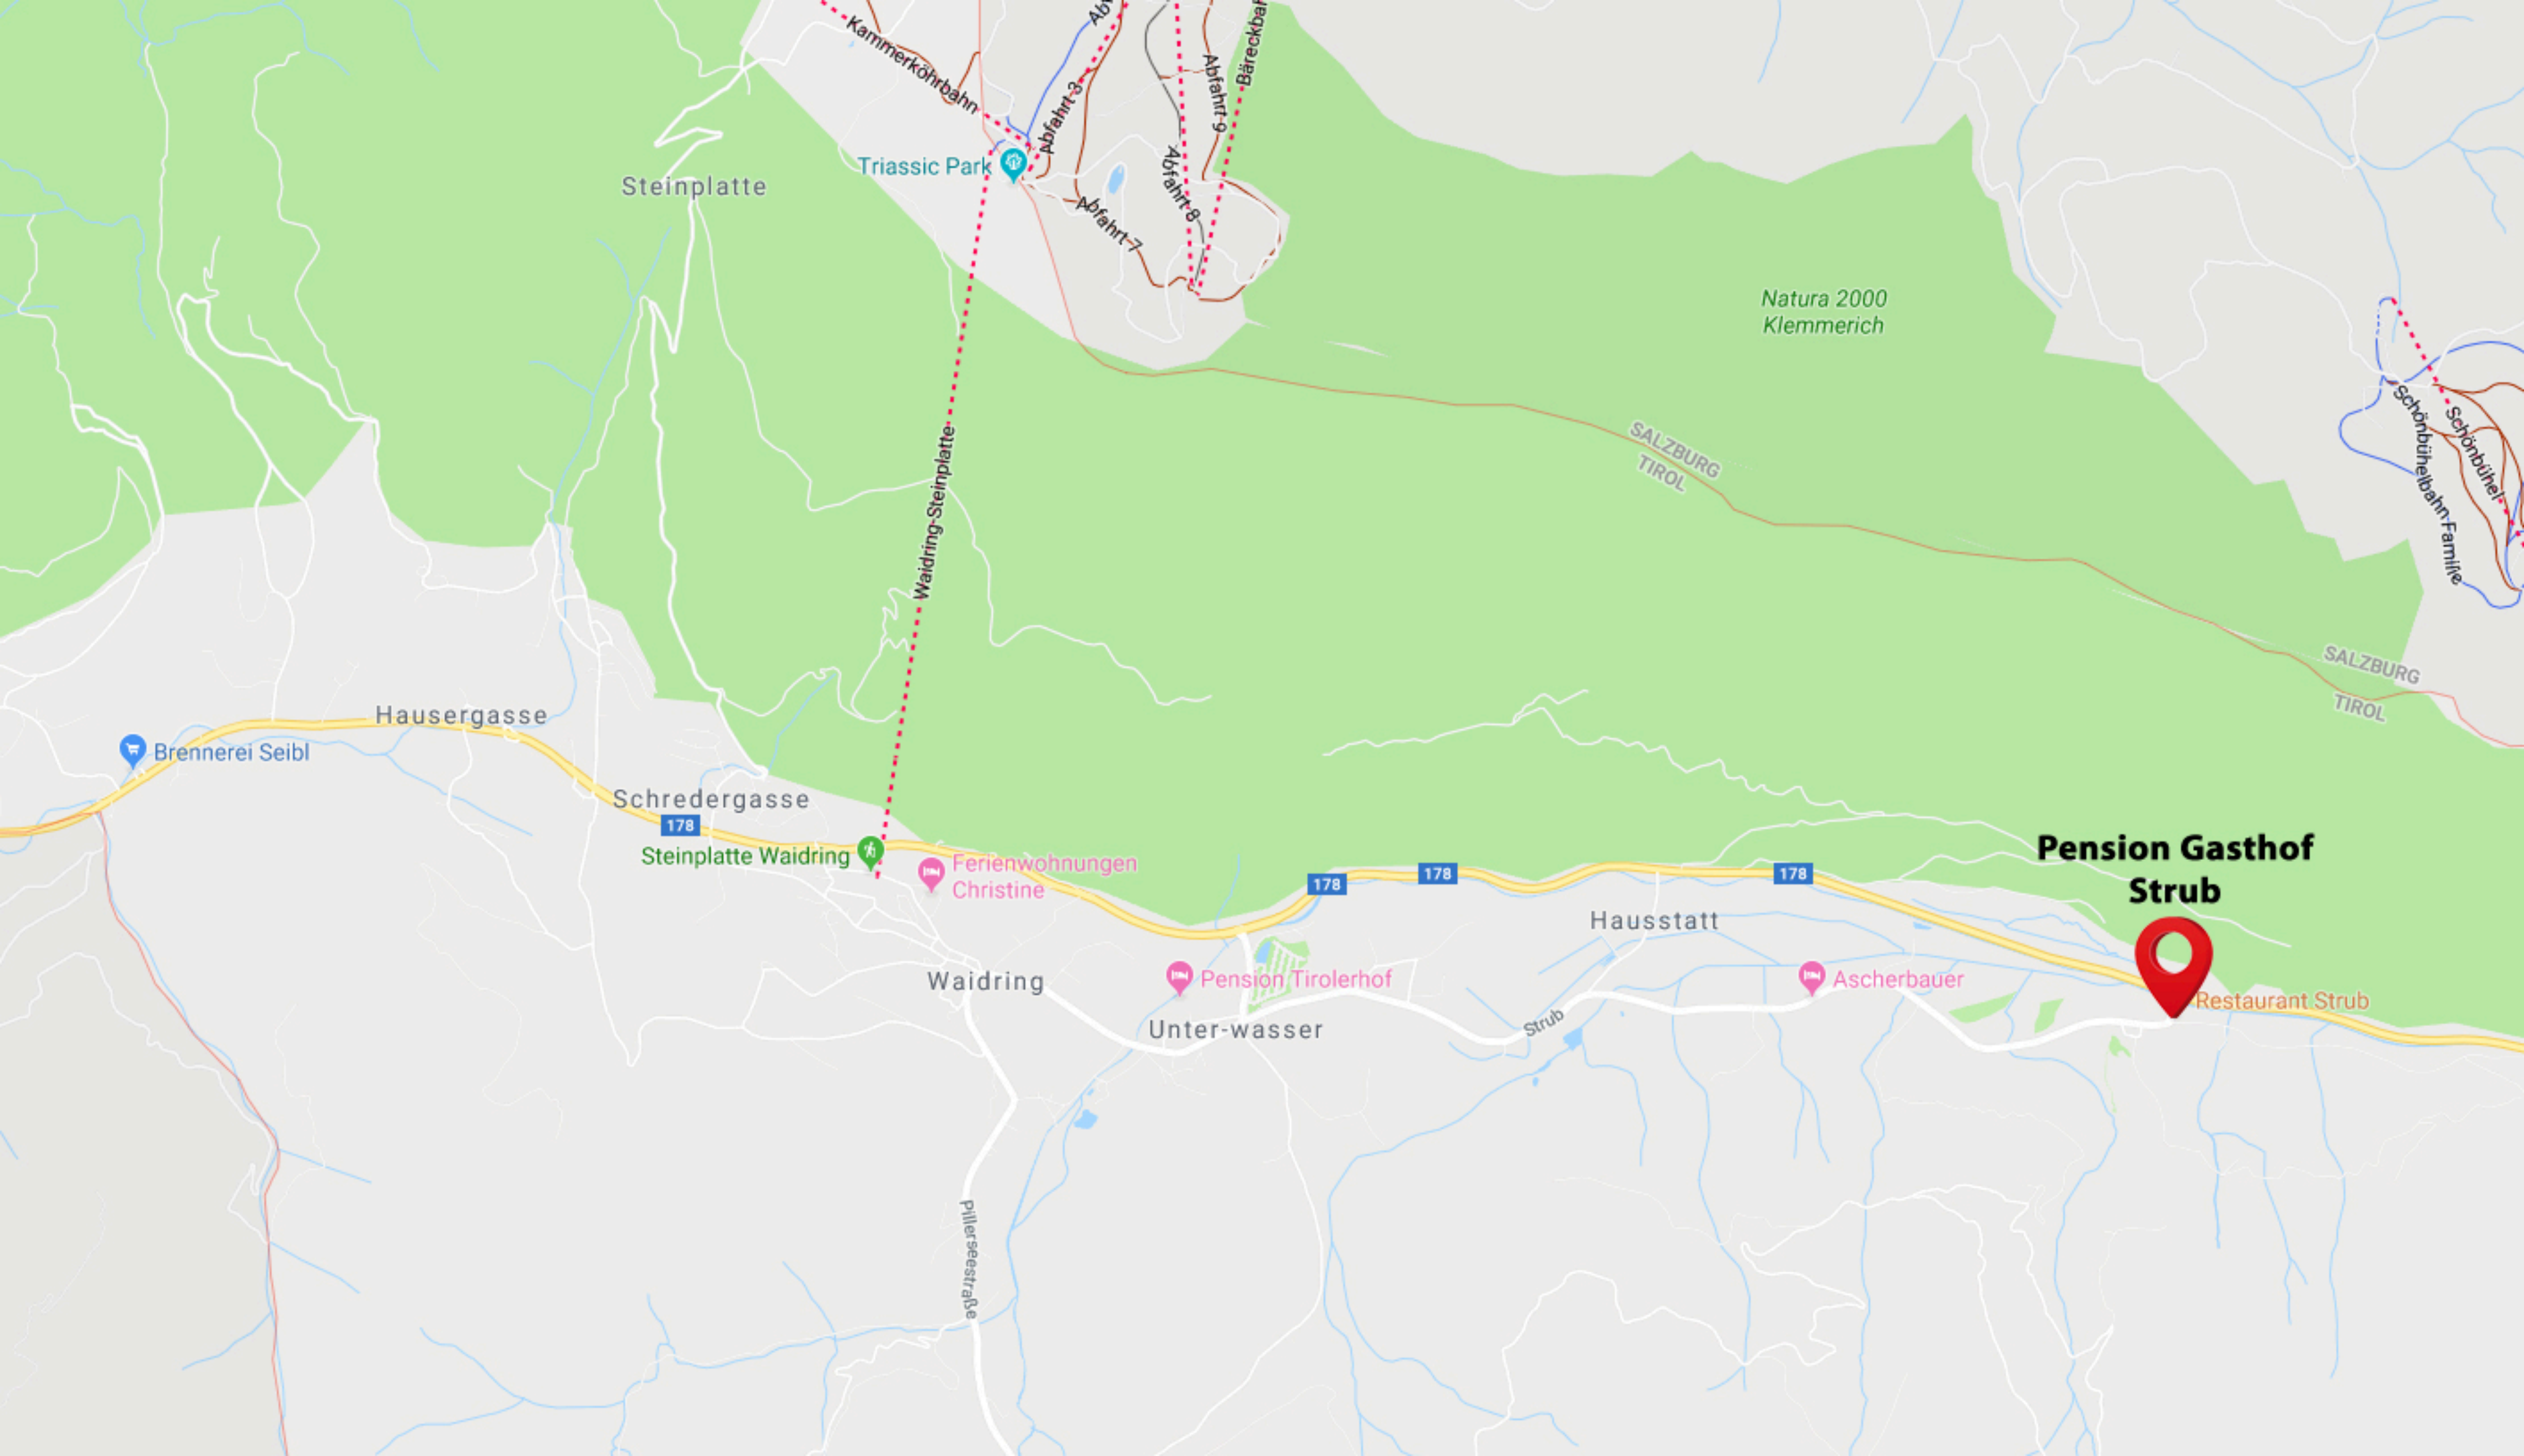 Kammerköhrbahn
Abfahrt 3
Abfahrt 9
Triassic Park
Steinplatte
Abfahrt 8
Abfahrt 7
Natura 2000
Klemmerich
SALZBURG
TIROL
Schönbühel
Schönbühelbahn-Familie
Waidring-Steinplatte
SALZBURG
TIROL
Hausergasse
Brennerei Seibl
Schredergasse
178
Steinplatte Waidring
Ferienwohnungen
Christine
178
178
178
Pension Gasthof
Strub
Hausstatt
Waidring
Pension Tirolerhof
Ascherbauer
Restaurant Strub
Unter-wasser
Strub
Pillerseestraße